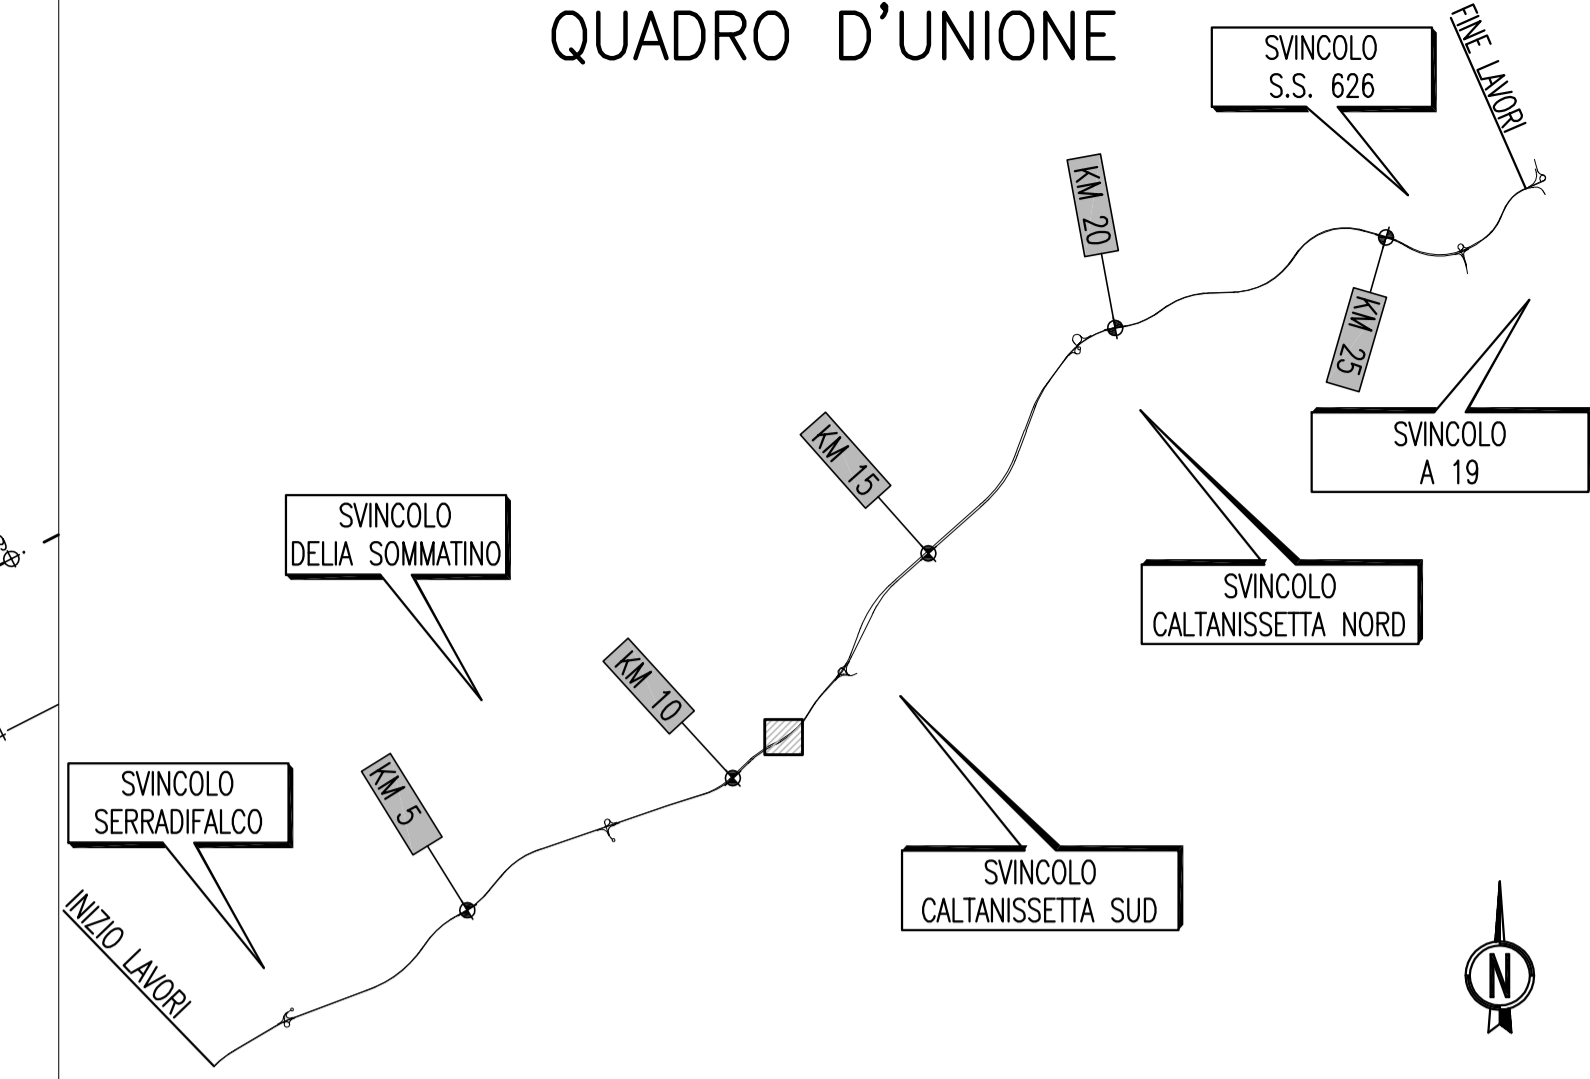 QUADRO D'UNIONE
SVINCOLO
S.S. 626
FINE LAVORI
KM 20
KM 25
SVINCOLO
A 19
KM 15
SVINCOLO
DELIA SOMMATINO
SVINCOLO
CALTANISSETTA NORD
KM 10
KM 5
SVINCOLO
SERRADIFALCO
SVINCOLO
CALTANISSETTA SUD
INIZIO LAVORI
N